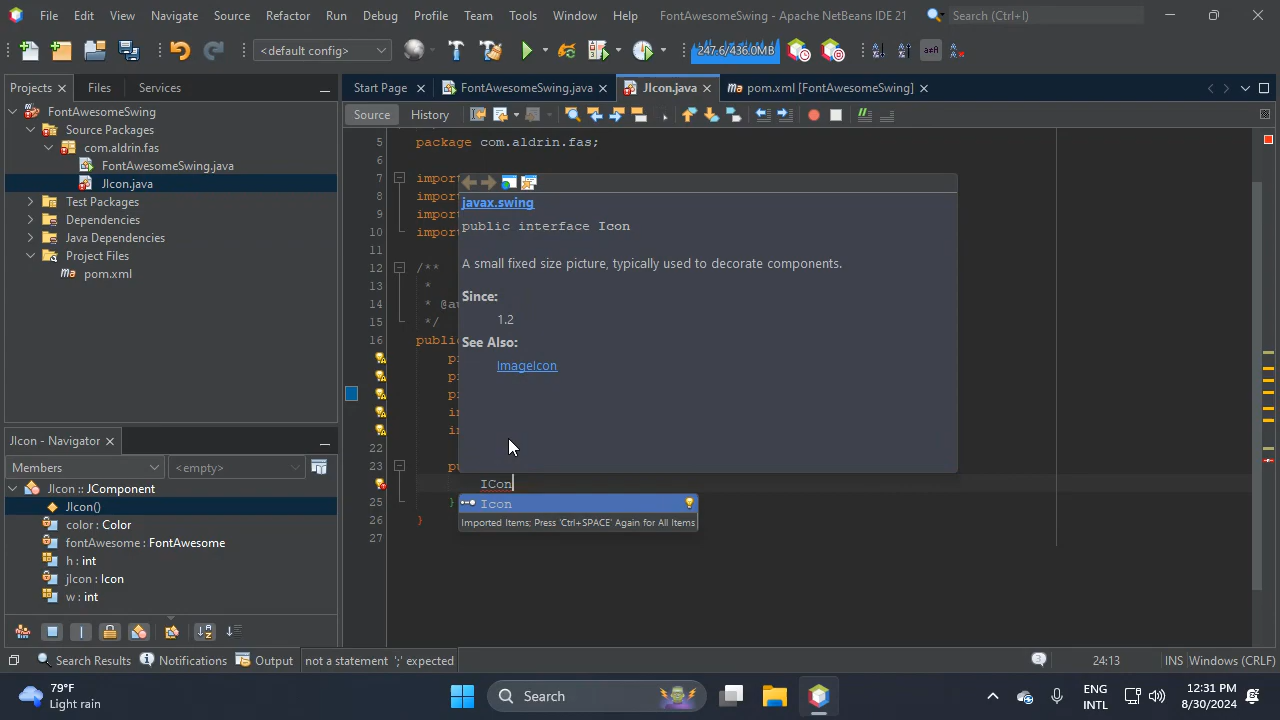 File Edit View Navigate Source Refactor Run Debug Profile Team Tools Window Help FontAwesomeSwing - Apache NetBeans IDE 21 Search (Ctrl+I)
<default config> 247.6/436.0MB
Projects Files Services
Start Page FontAwesomeSwing.java JIcon.java pom.xml [FontAwesomeSwing]
Source History
FontAwesomeSwing
Source Packages
com.aldrin.fas
FontAwesomeSwing.java
JIcon.java
Test Packages
Dependencies
Java Dependencies
Project Files
pom.xml
5 package com.aldrin.fas;
6
7 import
8 import
9 import
10 import
11
12 /**
13 *
14 * @au
15 */
16 public
22
23
25 }
26 }
27
javax.swing
public interface Icon
A small fixed size picture, typically used to decorate components.
Since:
1.2
See Also:
ImageIcon
ICon
Icon
Imported Items; Press 'Ctrl+SPACE' Again for All Items
JIcon - Navigator
Members <empty>
JIcon :: JComponent
JIcon()
color : Color
fontAwesome : FontAwesome
h : int
jIcon : Icon
w : int
Search Results Notifications Output not a statement ';' expected 24:13 INS Windows (CRLF)
79°F
Light rain
Search
ENG
INTL
12:31 PM
8/30/2024